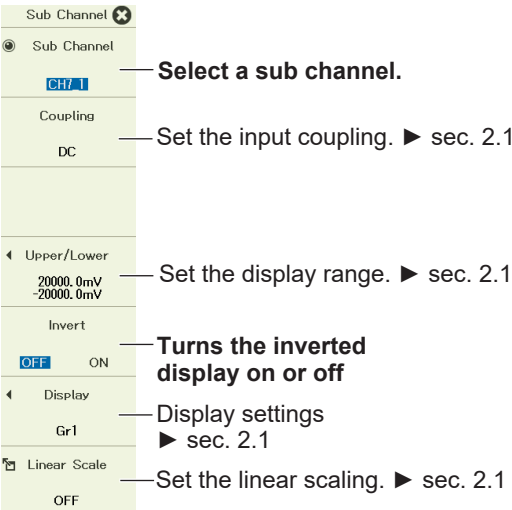 Sub Channel
Sub Channel
CH7_1
Select a sub channel.
Coupling
DC
Set the input coupling. ► sec. 2.1
Upper/Lower
20000.0mV
-20000.0mV
Set the display range. ► sec. 2.1
Invert
OFF ON
Turns the inverted
display on or off
Display
Gr1
Display settings
► sec. 2.1
Linear Scale
OFF
Set the linear scaling. ► sec. 2.1